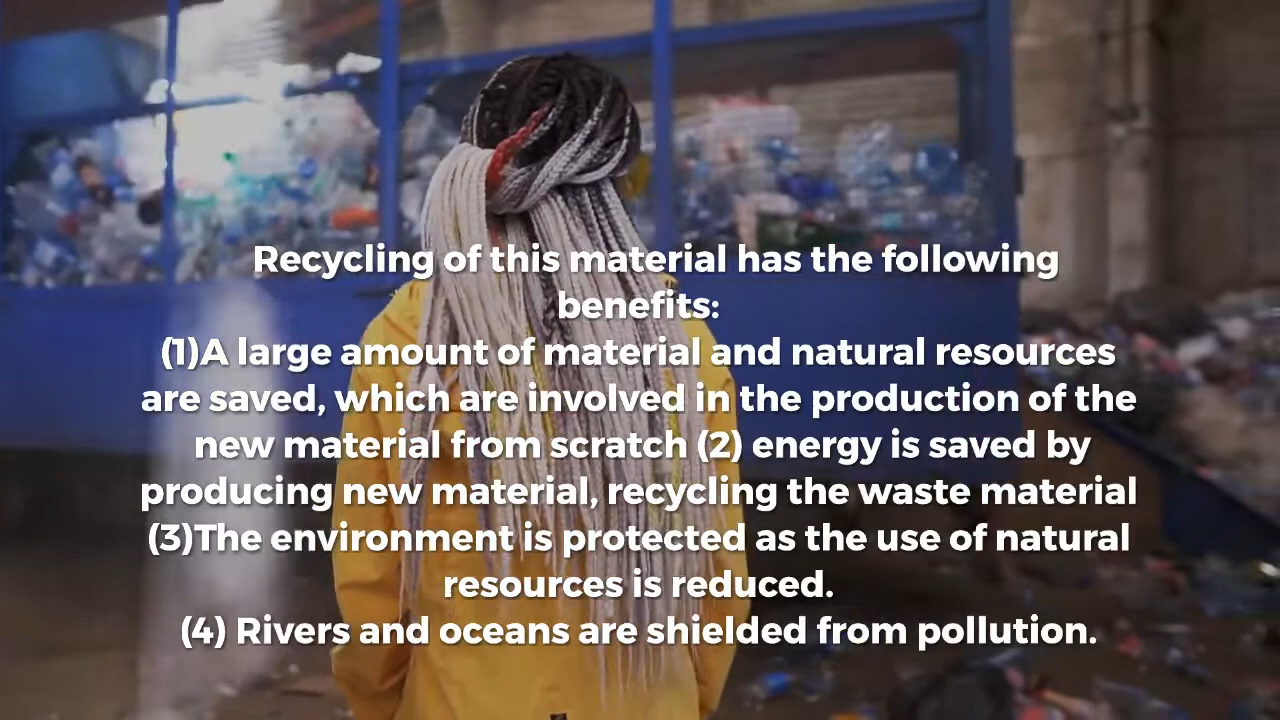 Recycling of this material has the following
benefits:
(1)A large amount of material and natural resources
are saved, which are involved in the production of the
new material from scratch (2) energy is saved by
producing new material, recycling the waste material
(3)The environment is protected as the use of natural
resources is reduced.
(4) Rivers and oceans are shielded from pollution.